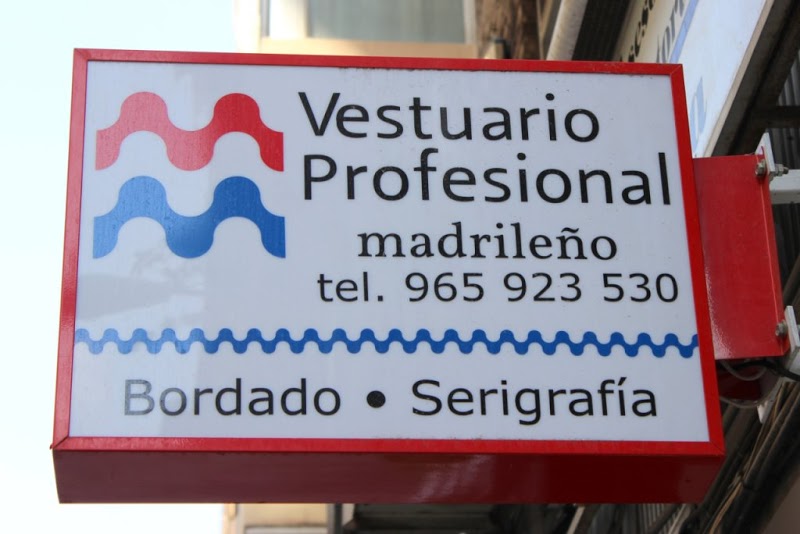 Vestuario
Profesional
madrileño
tel. 965 923 530
Bordado • Serigrafía